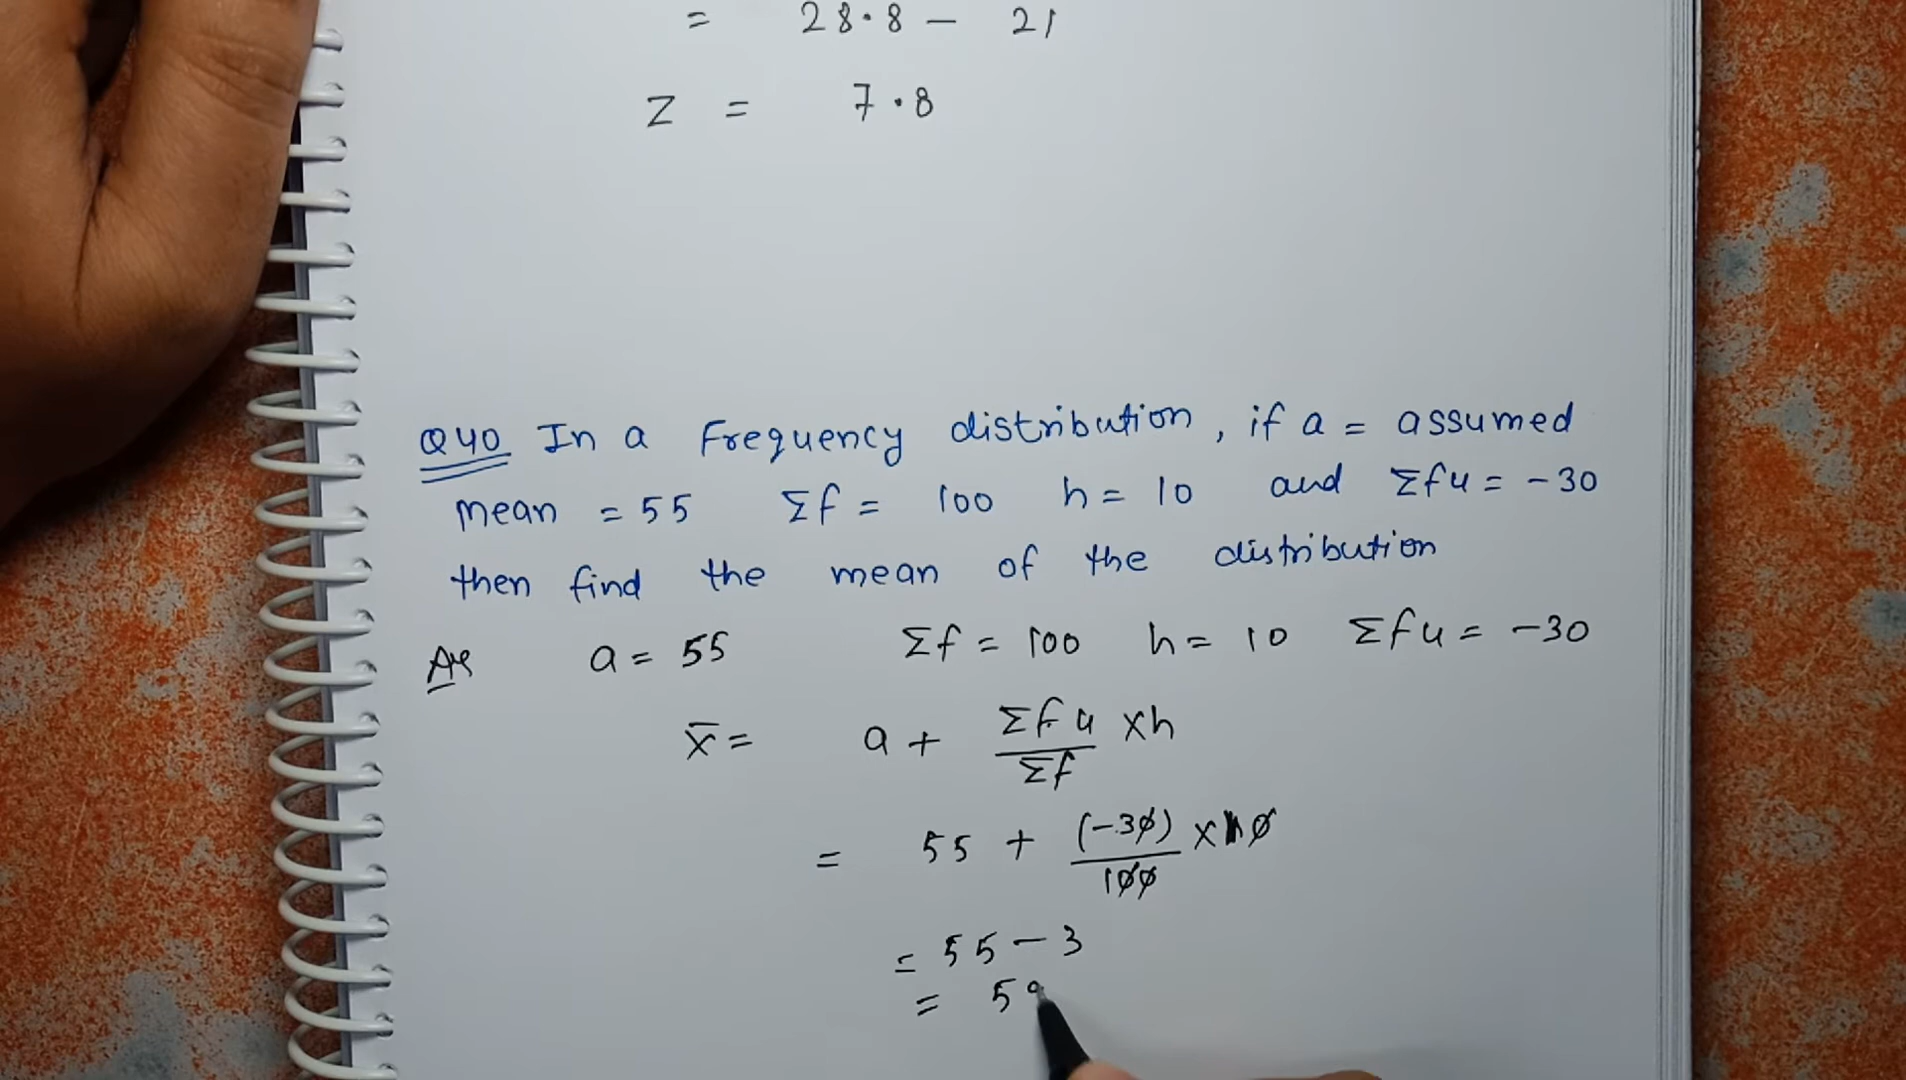 = 28.8 - 21
Z = 7.8
Q40 In a Frequency distribution, if a = assumed
mean = 55 Σf = 100 h = 10 and Σfu = -30
then find the mean of the distribution
Ans a = 55 Σf = 100 h = 10 Σfu = -30
x̄ = a + Σfu/Σf xh
= 55 + (-30)/100 x10
= 55 - 3
= 5